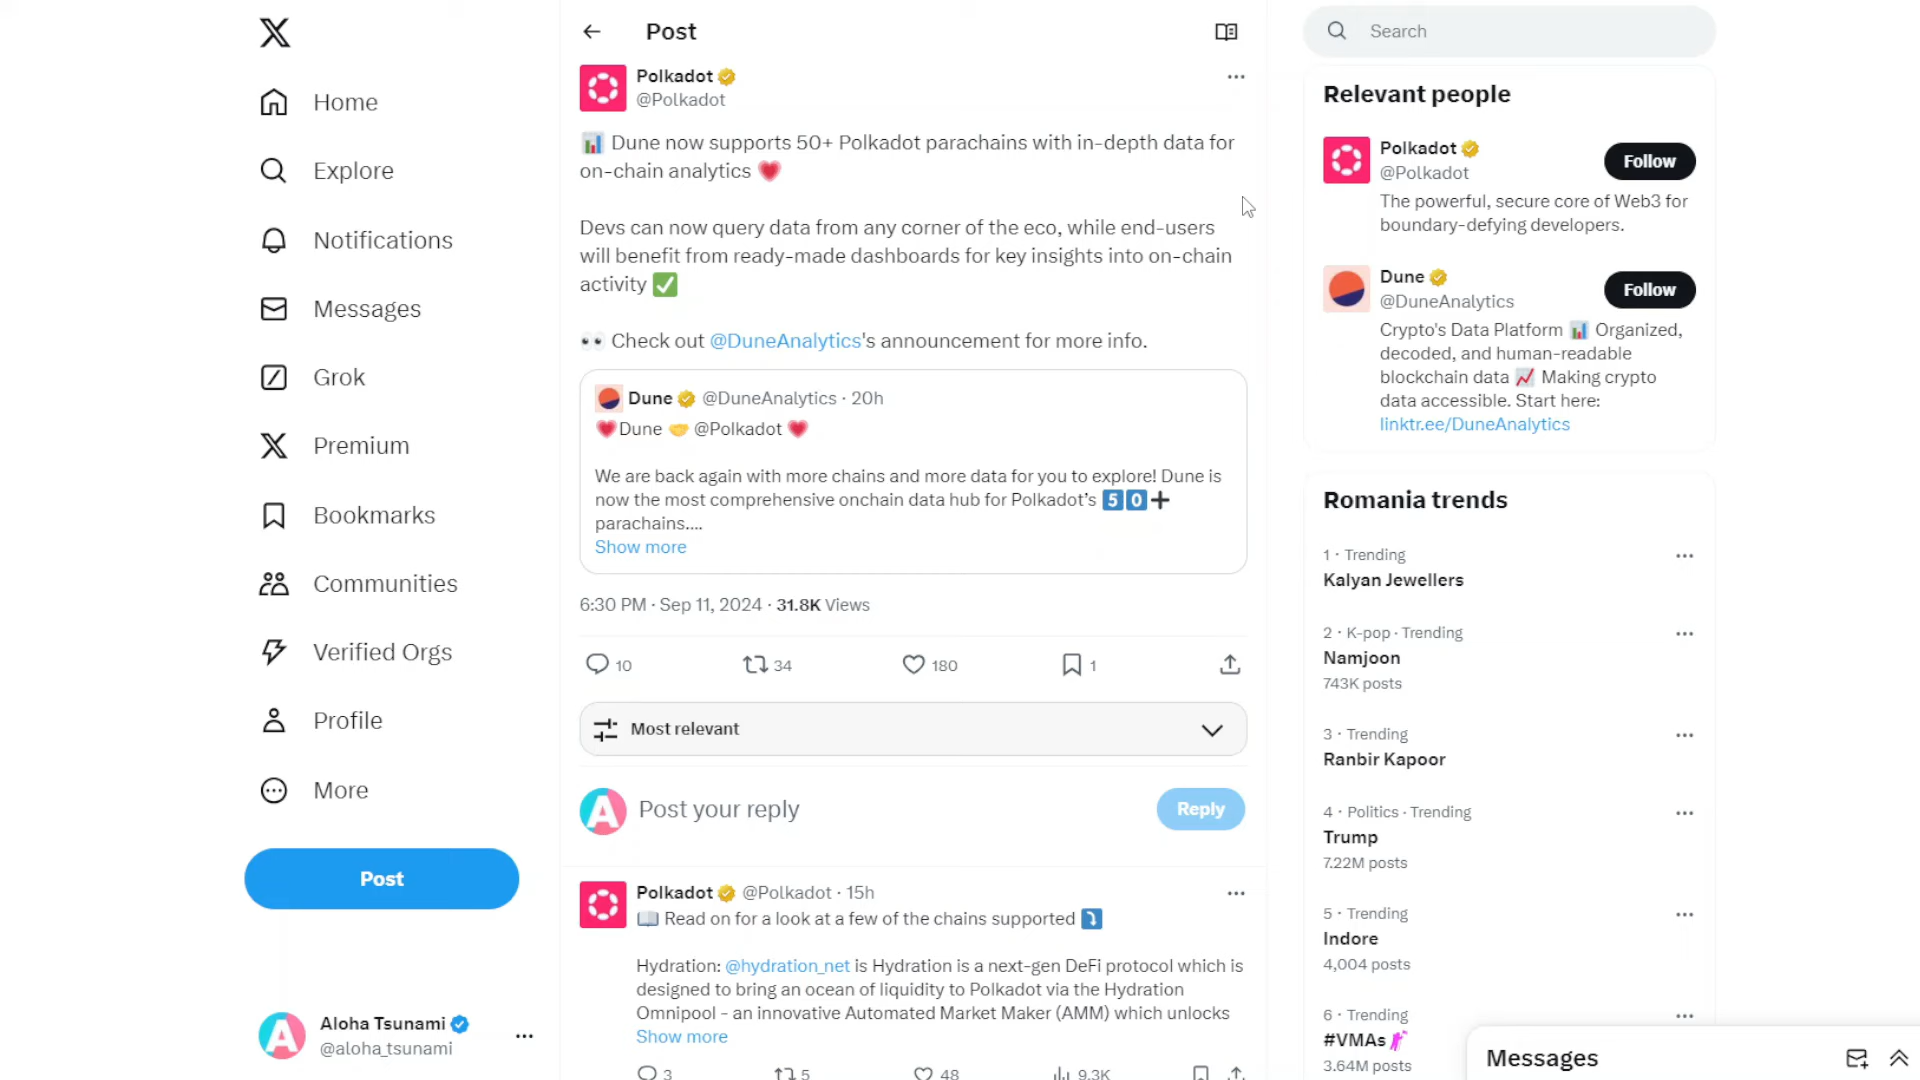 Home
Explore
Notifications
Messages
Grok
Premium
Bookmarks
Communities
Verified Orgs
Profile
More
Post
Aloha Tsunami
@aloha_tsunami
Post
Polkadot
@Polkadot
Dune now supports 50+ Polkadot parachains with in-depth data for
on-chain analytics
Devs can now query data from any corner of the eco, while end-users
will benefit from ready-made dashboards for key insights into on-chain
activity
Check out @DuneAnalytics's announcement for more info.
Dune @DuneAnalytics · 20h
Dune @Polkadot
We are back again with more chains and more data for you to explore! Dune is
now the most comprehensive onchain data hub for Polkadot’s 50+
parachains....
Show more
6:30 PM · Sep 11, 2024 · 31.8K Views
10 34 180 1
Most relevant
Post your reply
Reply
Polkadot @Polkadot · 15h
Read on for a look at a few of the chains supported
Hydration: @hydration_net is Hydration is a next-gen DeFi protocol which is
designed to bring an ocean of liquidity to Polkadot via the Hydration
Omnipool - an innovative Automated Market Maker (AMM) which unlocks
Show more
3 5 48 9.3K
Search
Relevant people
Polkadot
@Polkadot
Follow
The powerful, secure core of Web3 for
boundary-defying developers.
Dune
@DuneAnalytics
Follow
Crypto's Data Platform Organized,
decoded, and human-readable
blockchain data Making crypto
data accessible. Start here:
linktr.ee/DuneAnalytics
Romania trends
1 · Trending
Kalyan Jewellers
2 · K-pop · Trending
Namjoon
743K posts
3 · Trending
Ranbir Kapoor
4 · Politics · Trending
Trump
7.22M posts
5 · Trending
Indore
4,004 posts
6 · Trending
#VMAs
3.64M posts
Messages